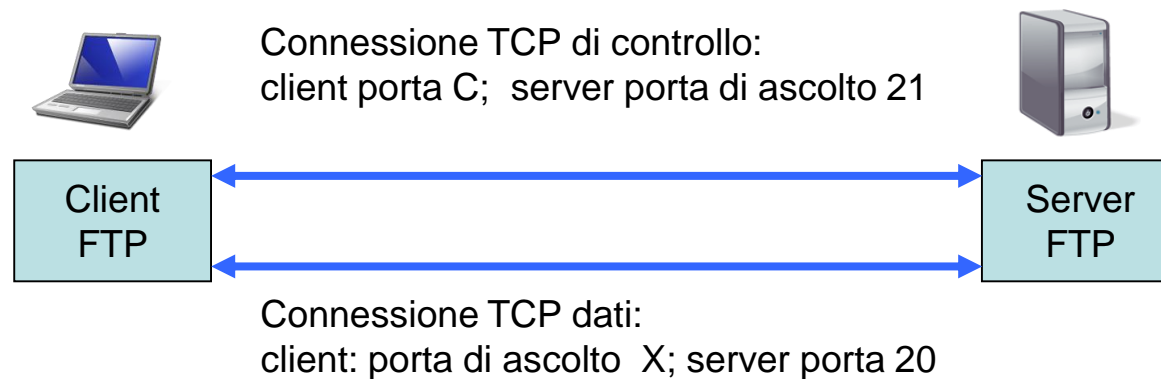 Connessione TCP di controllo:
client porta C; server porta di ascolto 21
Client
FTP
Server
FTP
Connessione TCP dati:
client: porta di ascolto X; server porta 20